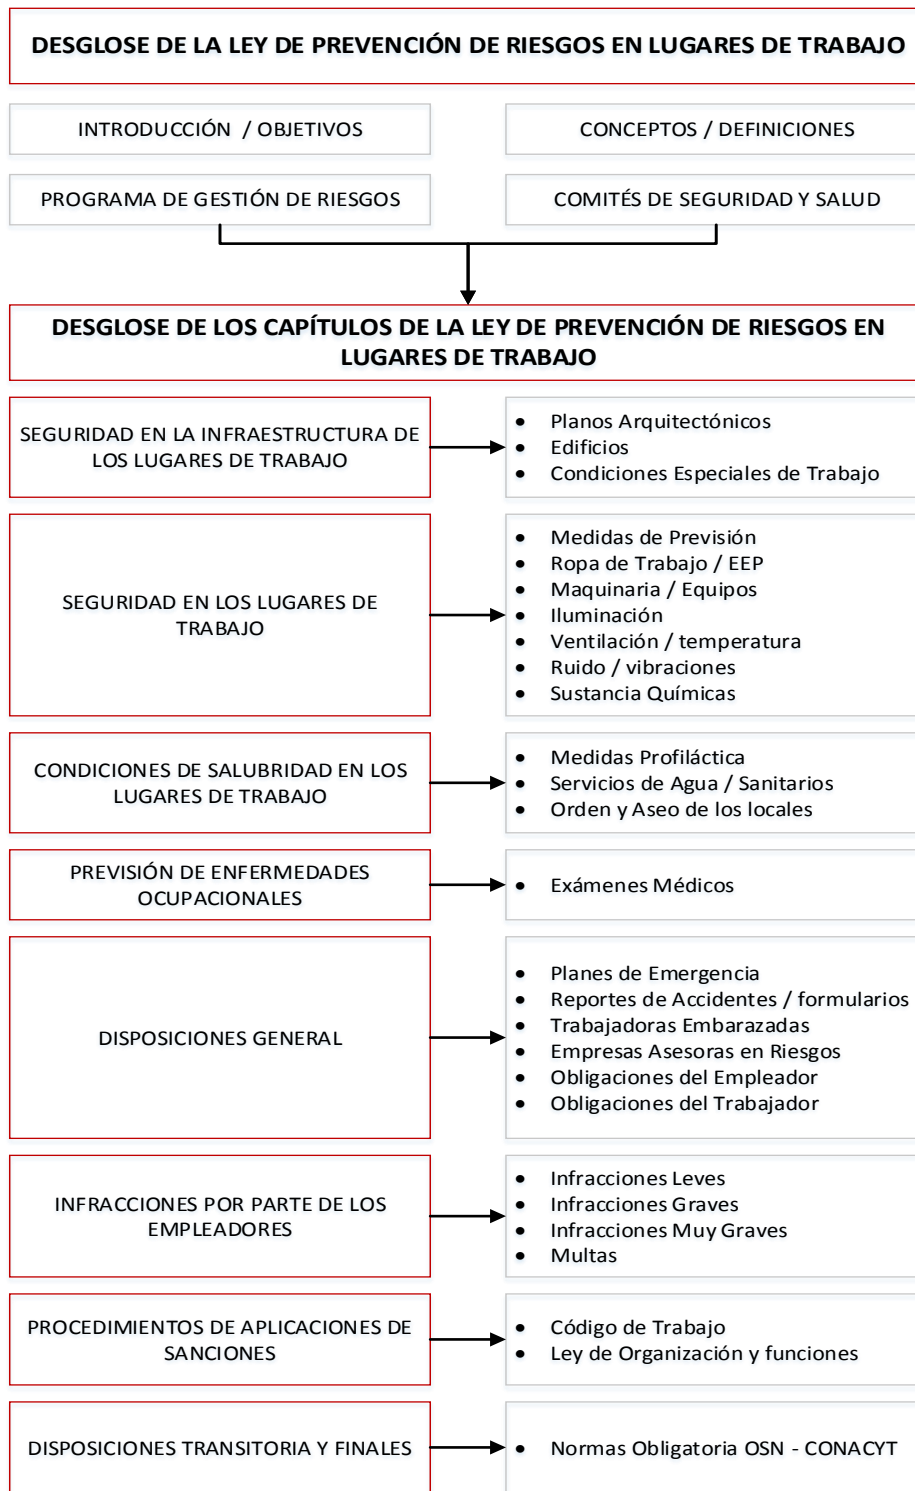 DESGLOSE DE LA LEY DE PREVENCIÓN DE RIESGOS EN LUGARES DE TRABAJO
INTRODUCCIÓN / OBJETIVOS
CONCEPTOS / DEFINICIONES
PROGRAMA DE GESTIÓN DE RIESGOS
COMITÉS DE SEGURIDAD Y SALUD
DESGLOSE DE LOS CAPÍTULOS DE LA LEY DE PREVENCIÓN DE RIESGOS EN
LUGARES DE TRABAJO
SEGURIDAD EN LA INFRAESTRUCTURA DE
LOS LUGARES DE TRABAJO
• Planos Arquitectónicos
• Edificios
• Condiciones Especiales de Trabajo
SEGURIDAD EN LOS LUGARES DE
TRABAJO
• Medidas de Previsión
• Ropa de Trabajo / EEP
• Maquinaria / Equipos
• Iluminación
• Ventilación / temperatura
• Ruido / vibraciones
• Sustancia Químicas
CONDICIONES DE SALUBRIDAD EN LOS
LUGARES DE TRABAJO
• Medidas Profiláctica
• Servicios de Agua / Sanitarios
• Orden y Aseo de los locales
PREVISIÓN DE ENFERMEDADES
OCUPACIONALES
• Exámenes Médicos
DISPOSICIONES GENERAL
• Planes de Emergencia
• Reportes de Accidentes / formularios
• Trabajadoras Embarazadas
• Empresas Asesoras en Riesgos
• Obligaciones del Empleador
• Obligaciones del Trabajador
INFRACCIONES POR PARTE DE LOS
EMPLEADORES
• Infracciones Leves
• Infracciones Graves
• Infracciones Muy Graves
• Multas
PROCEDIMIENTOS DE APLICACIONES DE
SANCIONES
• Código de Trabajo
• Ley de Organización y funciones
DISPOSICIONES TRANSITORIA Y FINALES
• Normas Obligatoria OSN - CONACYT